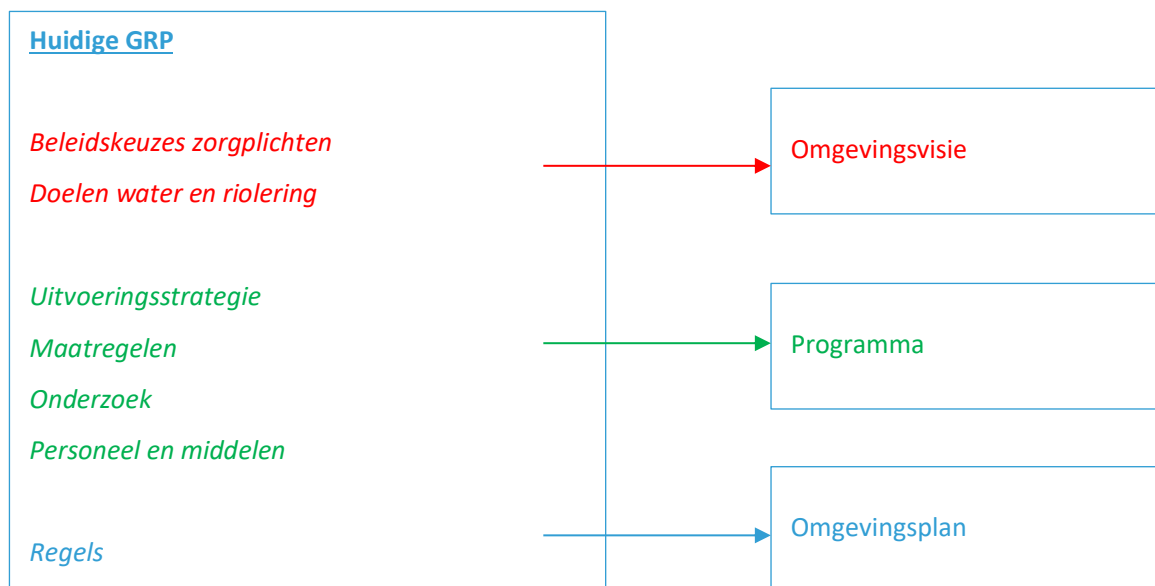 Huidige GRP
Beleidskeuzes zorgplichten
Doelen water en riolering
Omgevingsvisie
Uitvoeringsstrategie
Maatregelen
Onderzoek
Personeel en middelen
Programma
Regels
Omgevingsplan